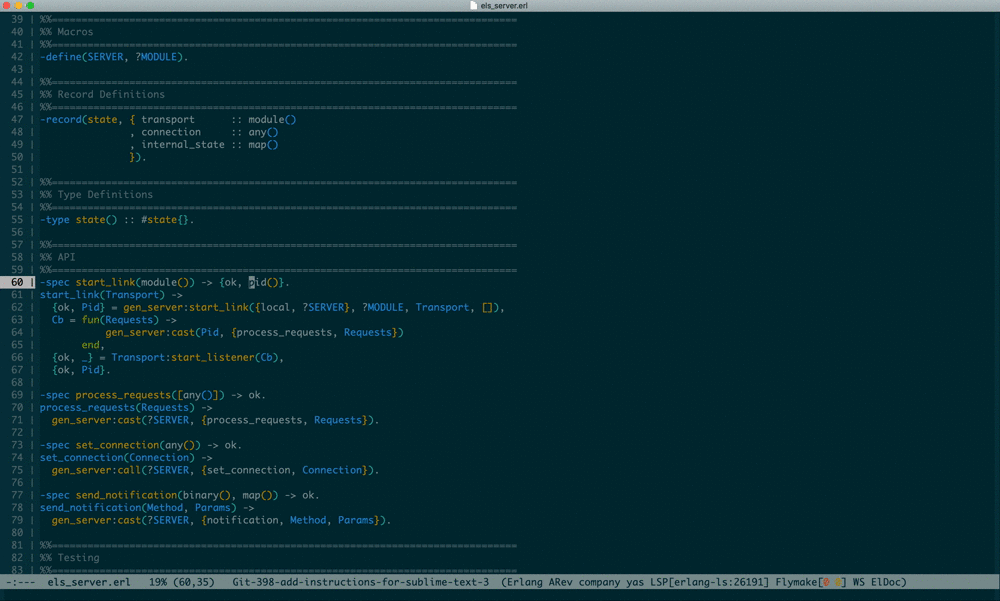 els_server.erl
39 | %%==============================================================================
40 | %% Macros
41 | %%==============================================================================
42 | -define(SERVER, ?MODULE).
43 |
44 | %%==============================================================================
45 | %% Record Definitions
46 | %%==============================================================================
47 | -record(state, { transport      :: module()
48 |                , connection     :: any()
49 |                , internal_state :: map()
50 |                }).
51 |
52 | %%==============================================================================
53 | %% Type Definitions
54 | %%==============================================================================
55 | -type state() :: #state{}.
56 |
57 | %%==============================================================================
58 | %% API
59 | %%==============================================================================
60 | -spec start_link(module()) -> {ok, pid()}.
61 | start_link(Transport) ->
62 |   {ok, Pid} = gen_server:start_link({local, ?SERVER}, ?MODULE, Transport, []),
63 |   Cb = fun(Requests) ->
64 |            gen_server:cast(Pid, {process_requests, Requests})
65 |        end,
66 |   {ok, _} = Transport:start_listener(Cb),
67 |   {ok, Pid}.
68 |
69 | -spec process_requests([any()]) -> ok.
70 | process_requests(Requests) ->
71 |   gen_server:cast(?SERVER, {process_requests, Requests}).
72 |
73 | -spec set_connection(any()) -> ok.
74 | set_connection(Connection) ->
75 |   gen_server:call(?SERVER, {set_connection, Connection}).
76 |
77 | -spec send_notification(binary(), map()) -> ok.
78 | send_notification(Method, Params) ->
79 |   gen_server:cast(?SERVER, {notification, Method, Params}).
80 |
81 | %%==============================================================================
82 | %% Testing
83 | %%==============================================================================
-:--- els_server.erl 19% (60,35) Git-398-add-instructions-for-sublime-text-3 (Erlang ARev company yas LSP[erlang-ls:26191] Flymake[0 0] WS ElDoc)